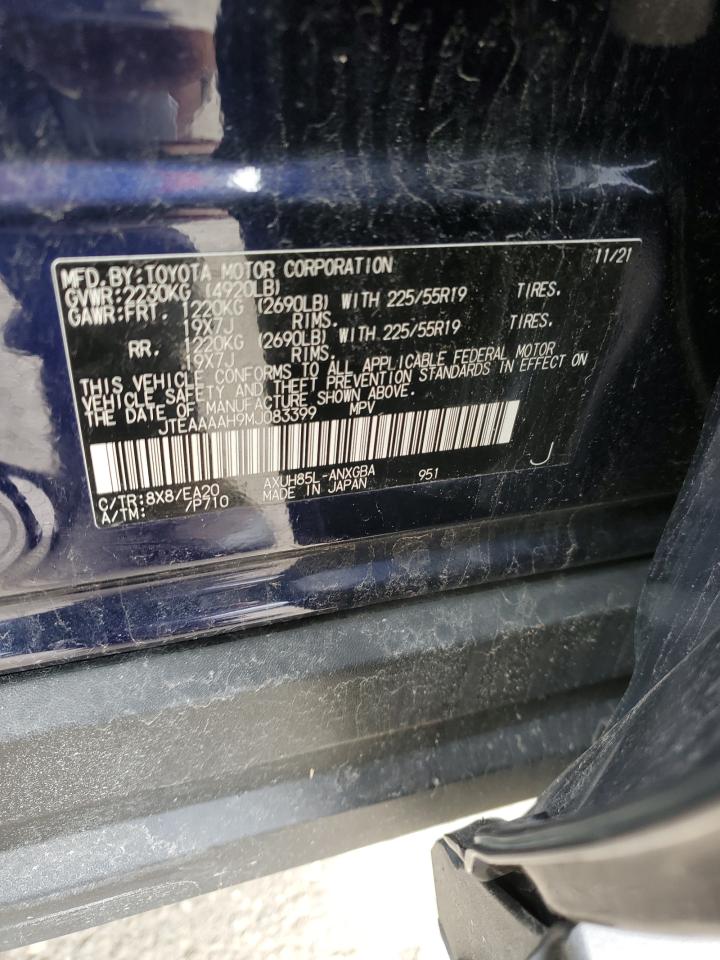 MFD.BY:TOYOTA MOTOR CORPORATION 11/21
GVWR:2230KG (4920LB)
GAWR:FRT. 1220KG (2690LB) WITH 225/55R19 TIRES.
19X7J RIMS.
RR. 1220KG (2690LB) WITH 225/55R19 TIRES.
19X7J RIMS.
THIS VEHICLE CONFORMS TO ALL APPLICABLE FEDERAL MOTOR
VEHICLE SAFETY AND THEFT PREVENTION STANDARDS IN EFFECT ON
THE DATE OF MANUFACTURE SHOWN ABOVE.
JTEAAAAH9MJ083399 MPV
C/TR:8X8/EA20 AXUH85L-ANXGBA 951 J
A/TM: /P710 MADE IN JAPAN